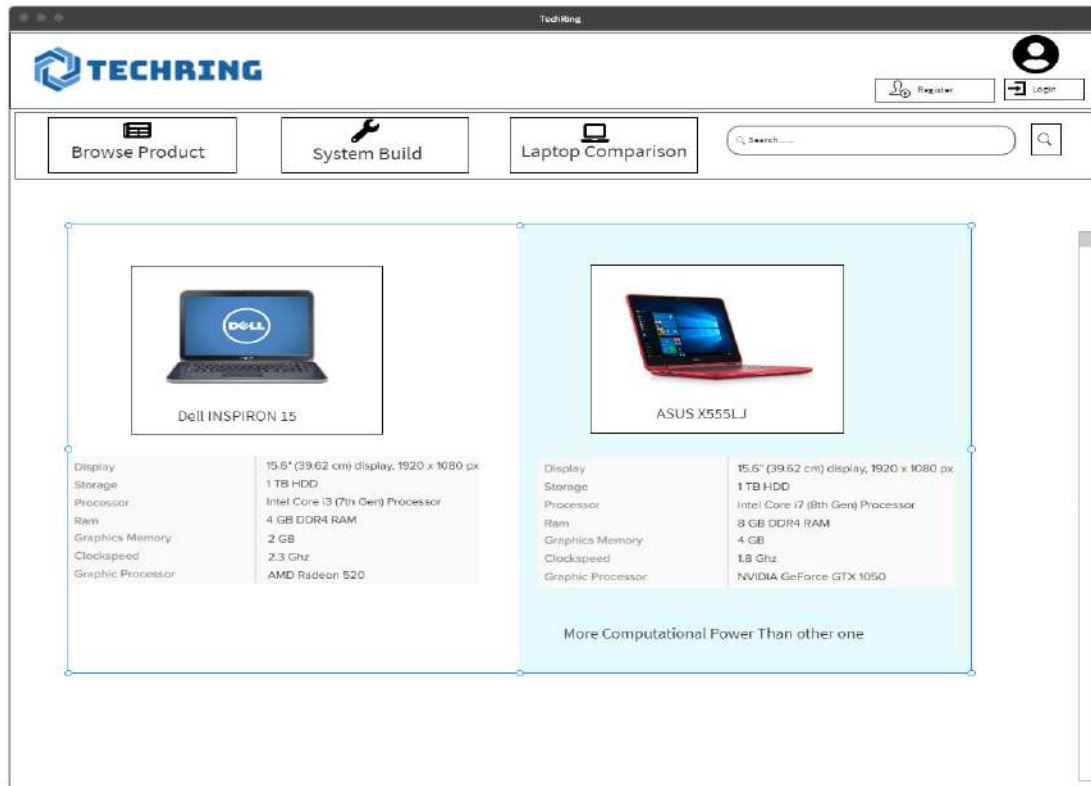 TechRing
TECHRING
Register
Login
Browse Product
System Build
Laptop Comparison
Search......
DELL
Dell INSPIRON 15
ASUS X555LJ
Display 15.6" (39.62 cm) display, 1920 x 1080 px
Storage 1 TB HDD
Processor Intel Core i3 (7th Gen) Processor
Ram 4 GB DDR4 RAM
Graphics Memory 2 GB
Clockspeed 2.3 Ghz
Graphic Processor AMD Radeon 520
Display 15.6" (39.62 cm) display, 1920 x 1080 px
Storage 1 TB HDD
Processor Intel Core i7 (8th Gen) Processor
Ram 8 GB DDR4 RAM
Graphics Memory 4 GB
Clockspeed 1.8 Ghz
Graphic Processor NVIDIA GeForce GTX 1050
More Computational Power Than other one